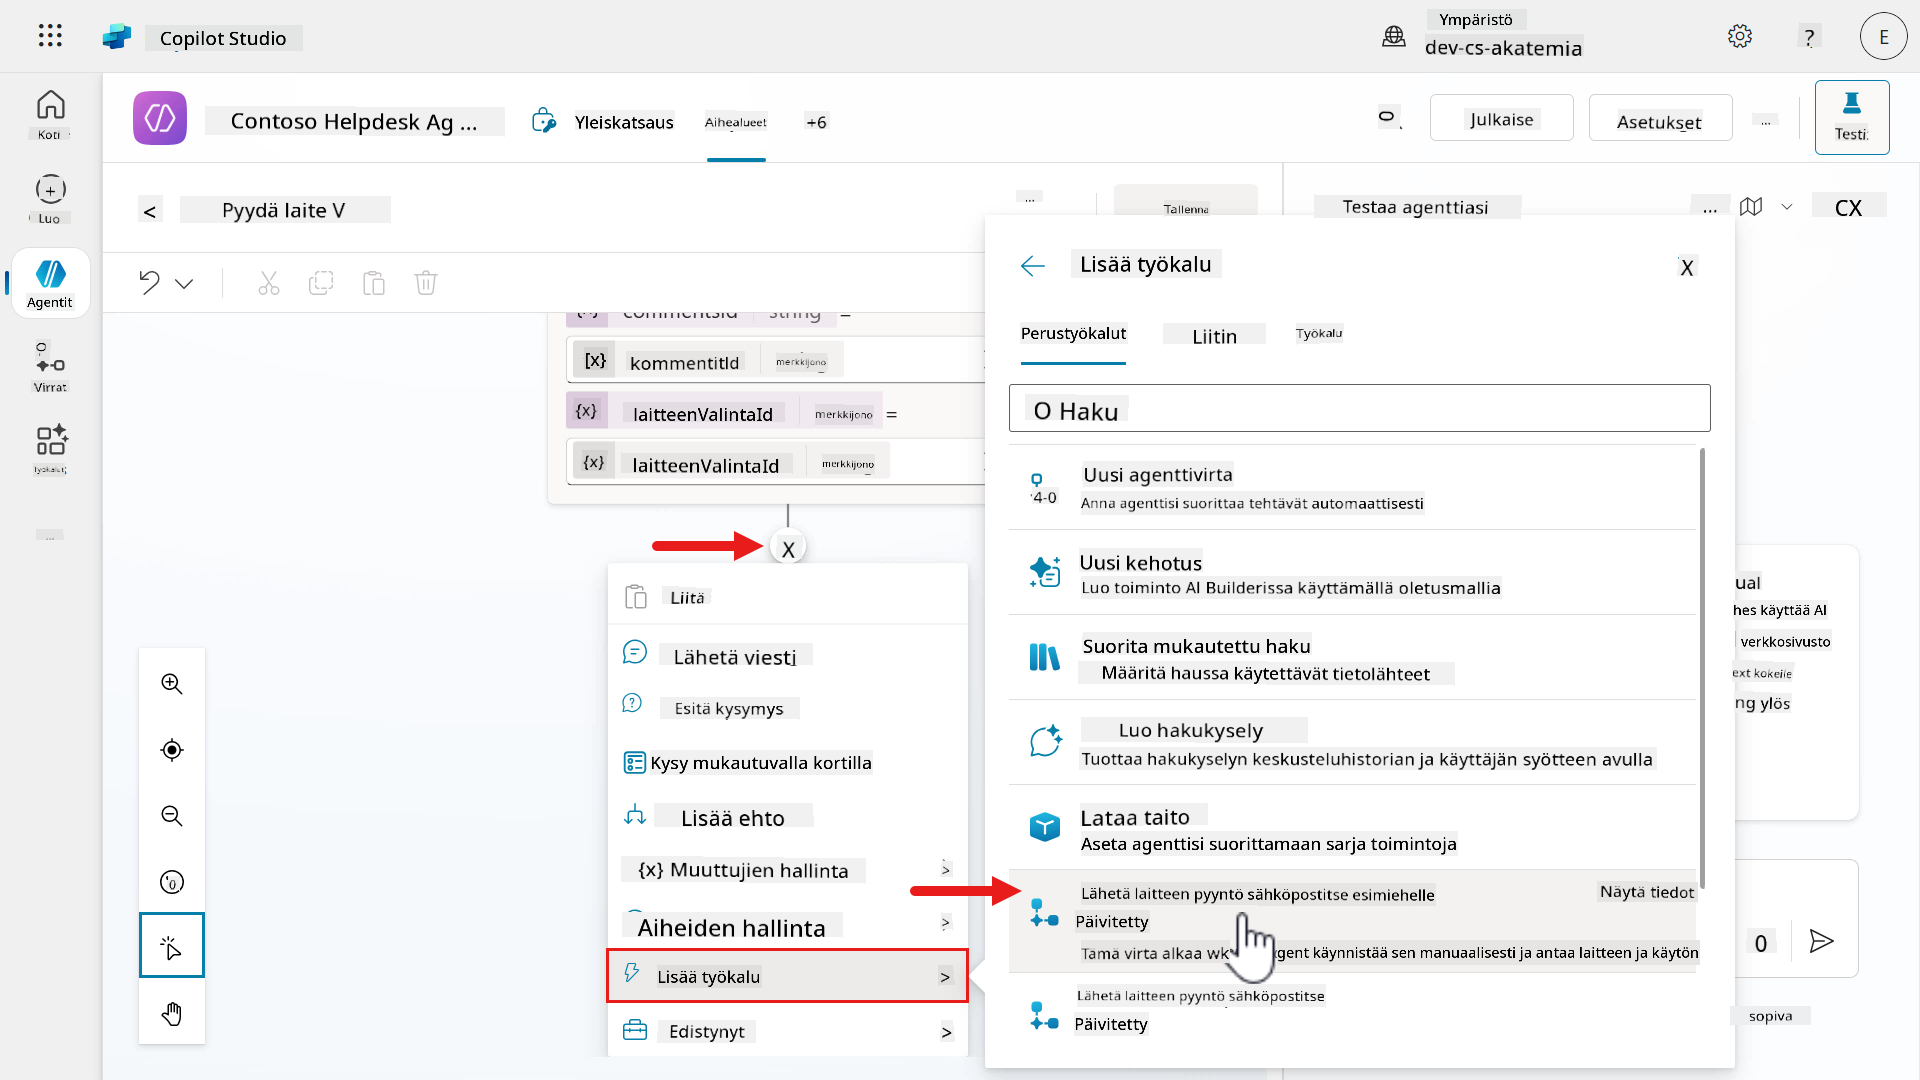 Copilot Studio
Ympäristö
dev-cs-akatemia
?
E
Koti
Luo
Agentit
Virrat
Työkalut
...
Contoso Helpdesk Ag ...
Yleiskatsaus
Aihealueet
+6
Julkaise
Asetukset
...
Testi:
<
Pyydä laite V
...
Tallenna
Testaa agenttiasi
...
CX
commentsId
string
=
[x}
kommentitId
merkkijono
{x}
laitteenValintaId
merkkijono
=
{x}
laitteenValintaId
merkkijono
X
Liitä
Lähetä viesti
Esitä kysymys
Kysy mukautuvalla kortilla
Lisää ehto
{x} Muuttujien hallinta
>
Aiheiden hallinta
>
Lisää työkalu
>
Edistynyt
>
Lisää työkalu
X
Perustyökalut
Liitin
Työkalu
O Haku
4-0
Uusi agenttivirta
Anna agenttisi suorittaa tehtävät automaattisesti
Uusi kehotus
Luo toiminto AI Builderissa käyttämällä oletusmallia
Suorita mukautettu haku
Määritä haussa käytettävät tietolähteet
Luo hakukysely
Tuottaa hakukyselyn keskusteluhistorian ja käyttäjän syötteen avulla
Lataa taito
Aseta agenttisi suorittamaan sarja toimintoja
Lähetä laitteen pyyntö sähköpostitse esimiehelle
Näytä tiedot
Päivitetty
Tämä virta alkaa gent käynnistää sen manuaalisesti ja antaa laitteen ja käytön
Lähetä laitteen pyyntö sähköpostitse
Päivitetty
ual
hes käyttää AI
verkkosivusto
ext kokeile
ng ylös
0
sopiva